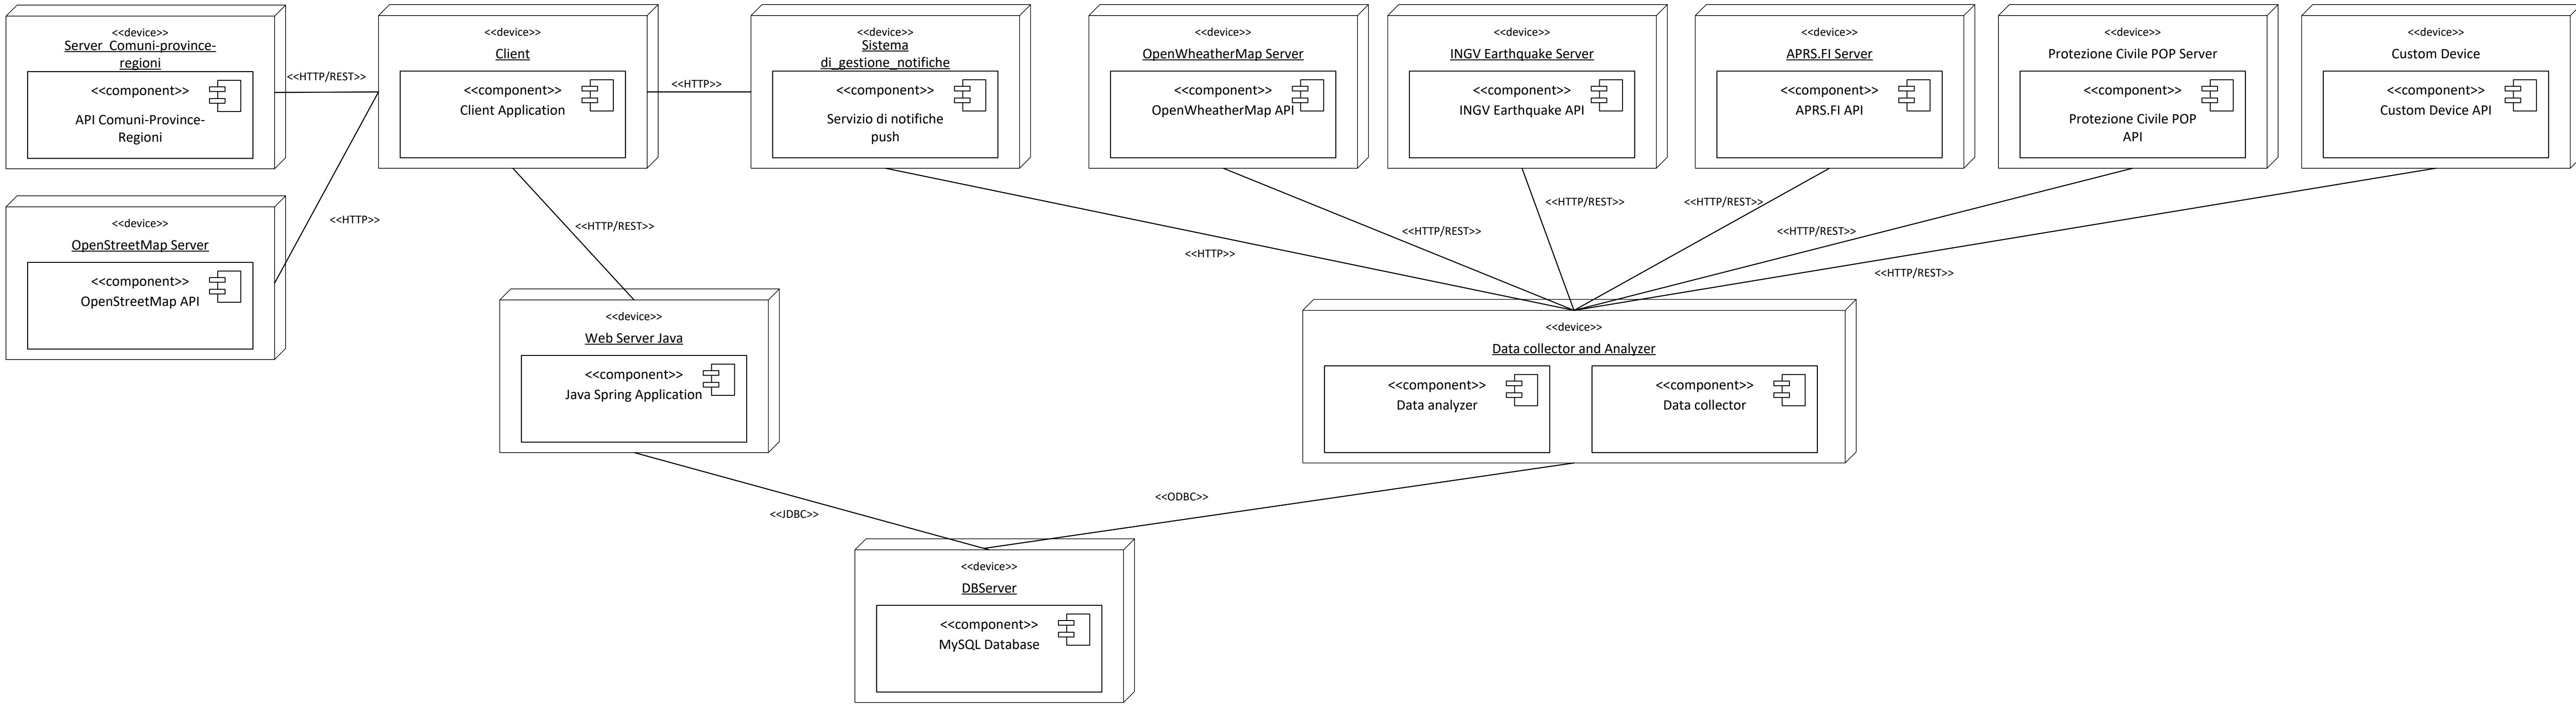 <<device>>
Server_Comuni-province-
regioni
<<component>>
API Comuni-Province-
Regioni
<<HTTP/REST>>
<<device>>
Client
<<component>>
Client Application
<<HTTP>>
<<device>>
Sistema
di_gestione_notifiche
<<component>>
Servizio di notifiche
push
<<device>>
OpenWheatherMap Server
<<component>>
OpenWheatherMap API
<<device>>
INGV Earthquake Server
<<component>>
INGV Earthquake API
<<device>>
APRS.FI Server
<<component>>
APRS.FI API
<<device>>
Protezione Civile POP Server
<<component>>
Protezione Civile POP
API
<<device>>
Custom Device
<<component>>
Custom Device API
<<device>>
OpenStreetMap Server
<<component>>
OpenStreetMap API
<<HTTP>>
<<HTTP/REST>>
<<HTTP>>
<<HTTP/REST>>
<<HTTP/REST>>
<<HTTP/REST>>
<<HTTP/REST>>
<<HTTP/REST>>
<<device>>
Web Server Java
<<component>>
Java Spring Application
<<device>>
Data collector and Analyzer
<<component>>
Data analyzer
<<component>>
Data collector
<<JDBC>>
<<ODBC>>
<<device>>
DBServer
<<component>>
MySQL Database